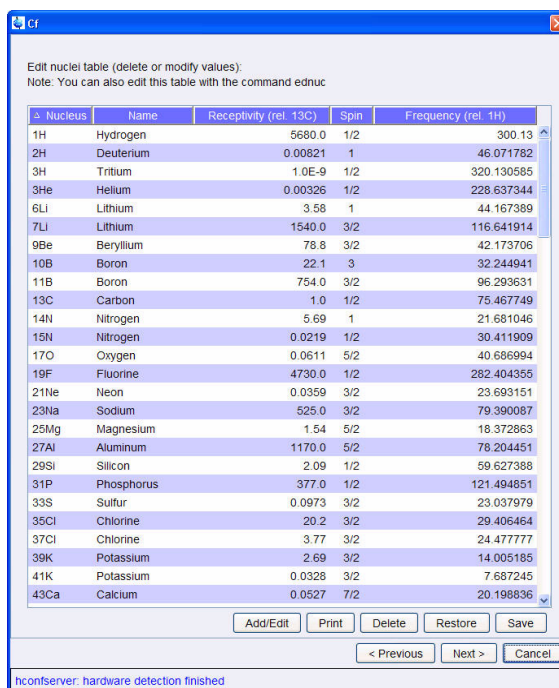 Cf
Edit nuclei table (delete or modify values):
Note: You can also edit this table with the command ednuc
Nucleus Name Receptivity (rel. 13C) Spin Frequency (rel. 1H)
1H Hydrogen 5680.0 1/2 300.13
2H Deuterium 0.00821 1 46.071782
3H Tritium 1.0E-9 1/2 320.130585
3He Helium 0.00326 1/2 228.637344
6Li Lithium 3.58 1 44.167389
7Li Lithium 1540.0 3/2 116.641914
9Be Beryllium 78.8 3/2 42.173706
10B Boron 22.1 3 32.244941
11B Boron 754.0 3/2 96.293631
13C Carbon 1.0 1/2 75.467749
14N Nitrogen 5.69 1 21.681046
15N Nitrogen 0.0219 1/2 30.411909
17O Oxygen 0.0611 5/2 40.686994
19F Fluorine 4730.0 1/2 282.404355
21Ne Neon 0.0359 3/2 23.693151
23Na Sodium 525.0 3/2 79.390087
25Mg Magnesium 1.54 5/2 18.372863
27Al Aluminum 1170.0 5/2 78.204451
29Si Silicon 2.09 1/2 59.627388
31P Phosphorus 377.0 1/2 121.494851
33S Sulfur 0.0973 3/2 23.037979
35Cl Chlorine 20.2 3/2 29.406464
37Cl Chlorine 3.77 3/2 24.477777
39K Potassium 2.69 3/2 14.005185
41K Potassium 0.0328 3/2 7.687245
43Ca Calcium 0.0527 7/2 20.198836
Add/Edit Print Delete Restore Save
< Previous Next > Cancel
hconfserver: hardware detection finished